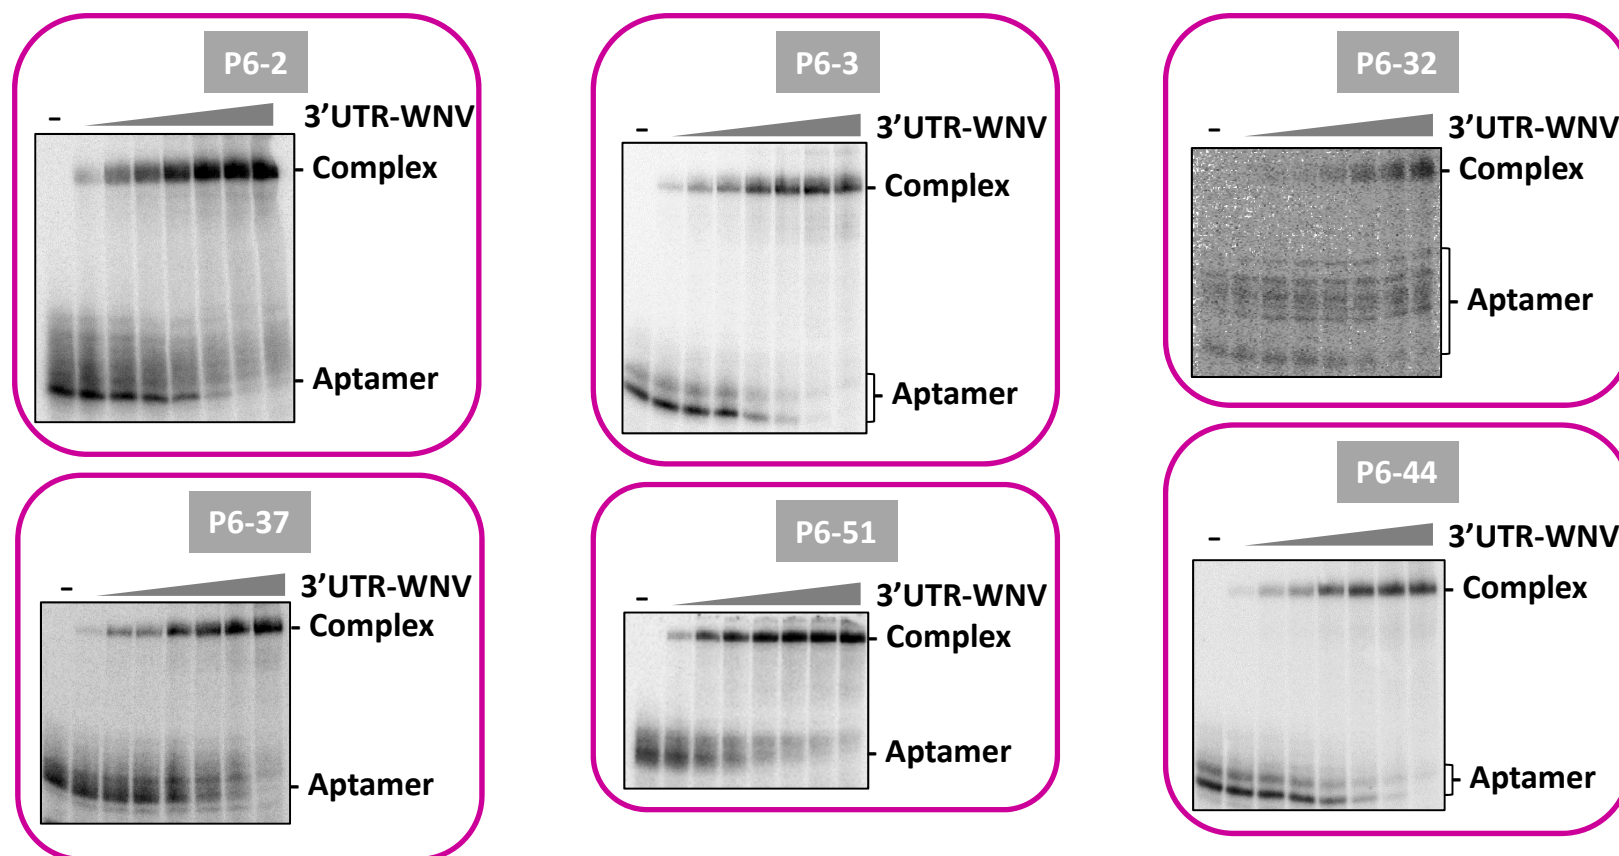 P6-2
–
3’UTR-WNV
Complex
Aptamer
P6-3
–
3’UTR-WNV
Complex
Aptamer
P6-32
–
3’UTR-WNV
Complex
Aptamer
P6-37
–
3’UTR-WNV
Complex
Aptamer
P6-51
–
3’UTR-WNV
Complex
Aptamer
P6-44
–
3’UTR-WNV
Complex
Aptamer